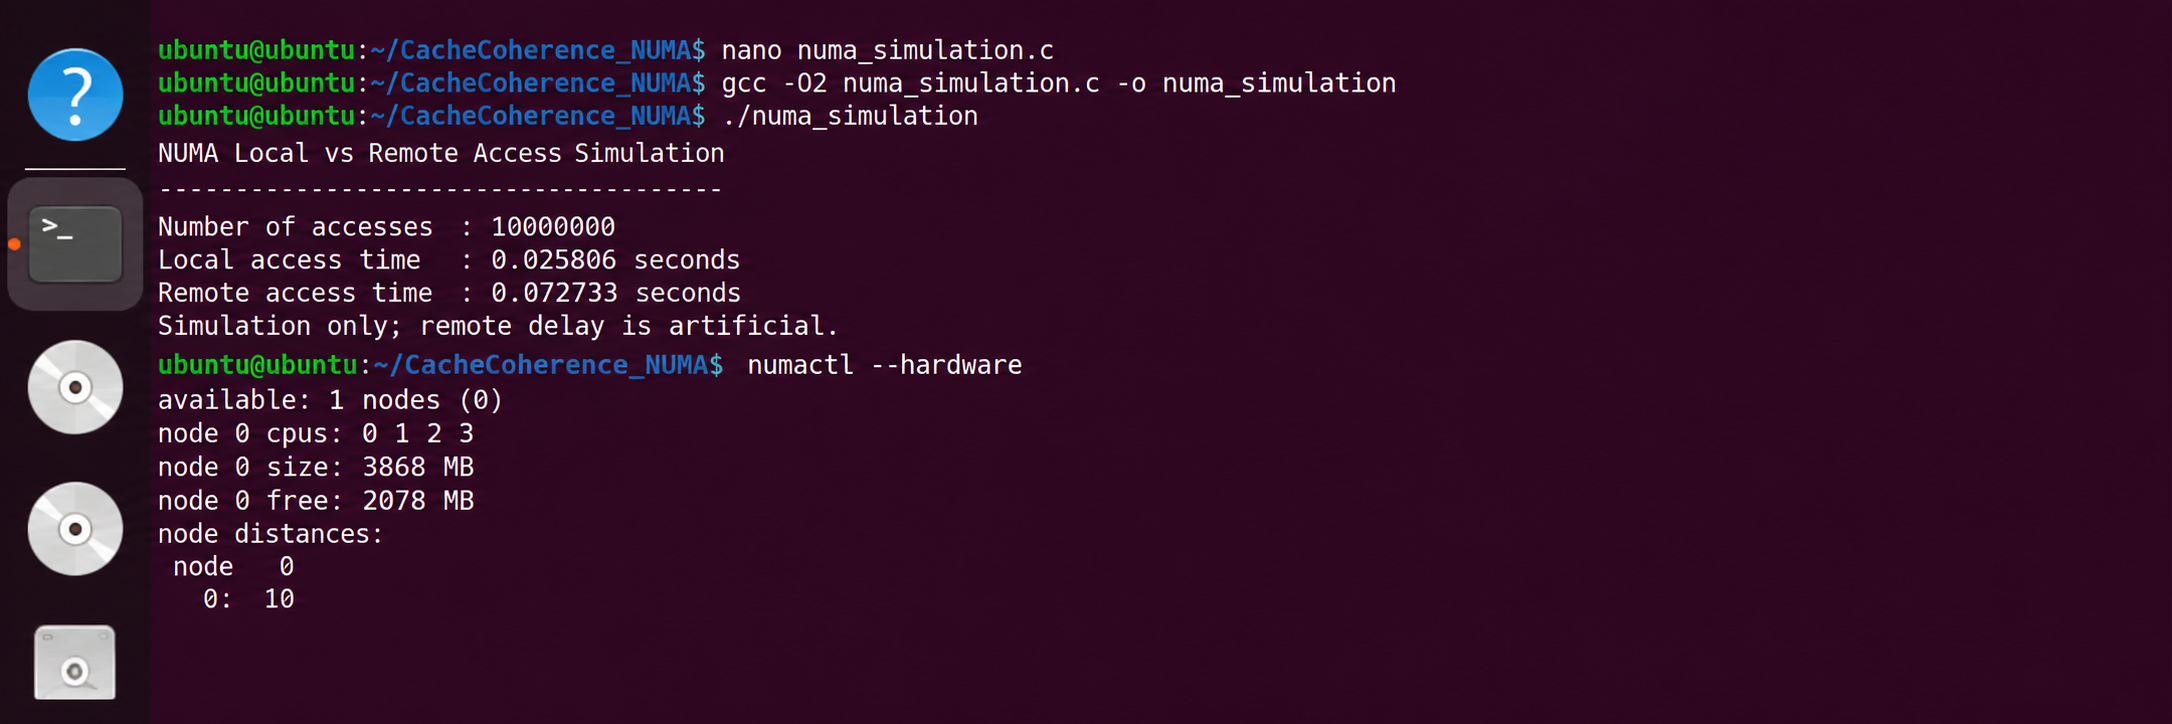 ubuntu@ubuntu:~/CacheCoherence_NUMA$ nano numa_simulation.c
ubuntu@ubuntu:~/CacheCoherence_NUMA$ gcc -O2 numa_simulation.c -o numa_simulation
ubuntu@ubuntu:~/CacheCoherence_NUMA$ ./numa_simulation
NUMA Local vs Remote Access Simulation
--------------------------------------
Number of accesses  : 10000000
Local access time   : 0.025806 seconds
Remote access time  : 0.072733 seconds
Simulation only; remote delay is artificial.
ubuntu@ubuntu:~/CacheCoherence_NUMA$ numactl --hardware
available: 1 nodes (0)
node 0 cpus: 0 1 2 3
node 0 size: 3868 MB
node 0 free: 2078 MB
node distances:
node   0
  0:  10